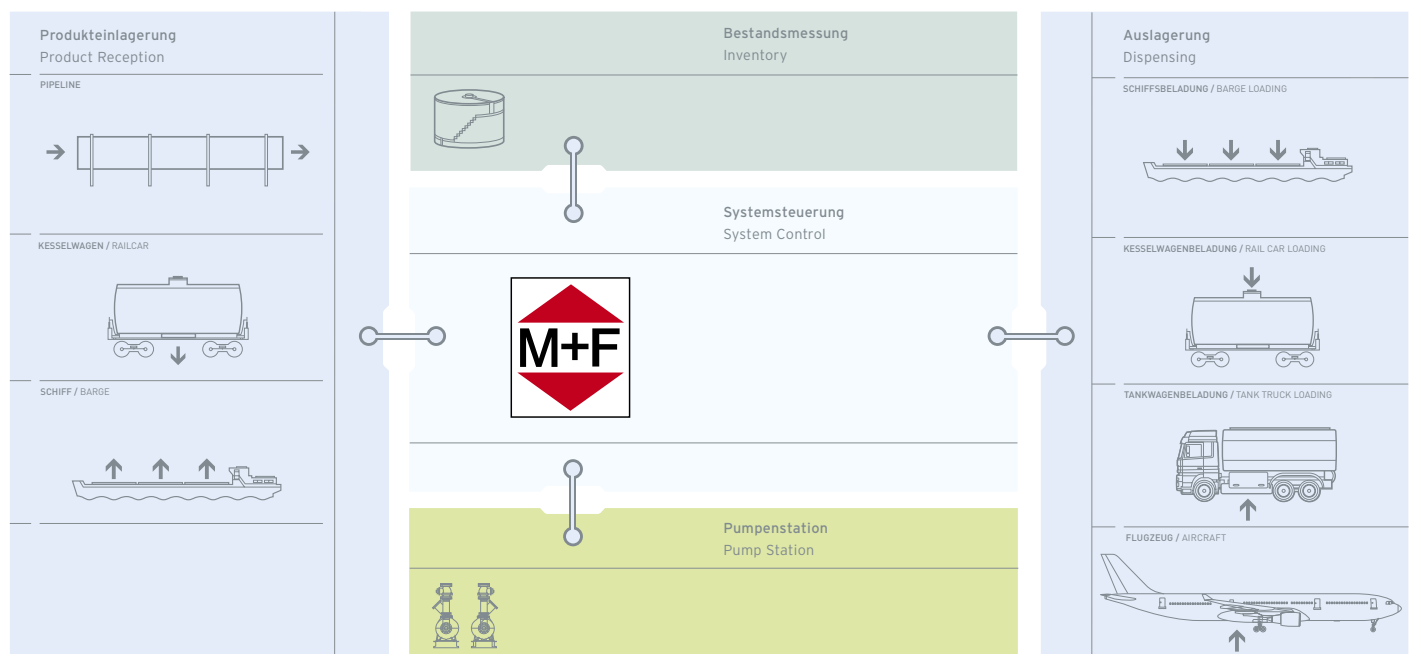 Produkteinlagerung
Product Reception
PIPELINE
KESSELWAGEN / RAILCAR
SCHIFF / BARGE
Bestandsmessung
Inventory
Systemsteuerung
System Control
M+F
Pumpenstation
Pump Station
Auslagerung
Dispensing
SCHIFFSBELADUNG / BARGE LOADING
KESSELWAGENBELADUNG / RAIL CAR LOADING
TANKWAGENBELADUNG / TANK TRUCK LOADING
FLUGZEUG / AIRCRAFT